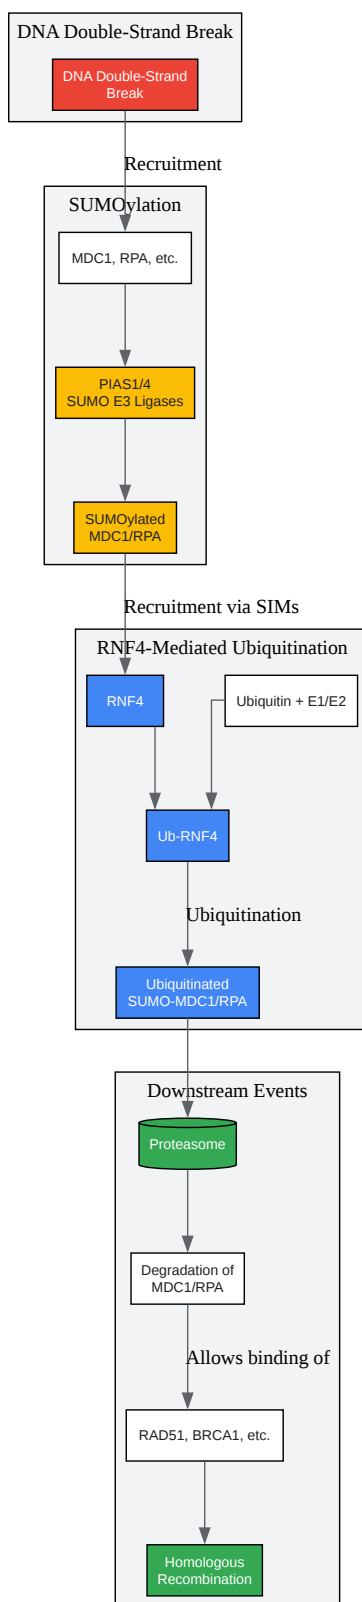 DNA Double-Strand Break
DNA Double-Strand
Break
Recruitment
SUMOylation
MDC1, RPA, etc.
PIAS1/4
SUMO E3 Ligases
SUMOylated
MDC1/RPA
Recruitment via SIMs
RNF4-Mediated Ubiquitination
RNF4
Ubiquitin + E1/E2
Ub-RNF4
Ubiquitination
Ubiquitinated
SUMO-MDC1/RPA
Downstream Events
Proteasome
Degradation of
MDC1/RPA
Allows binding of
RAD51, BRCA1, etc.
Homologous
Recombination